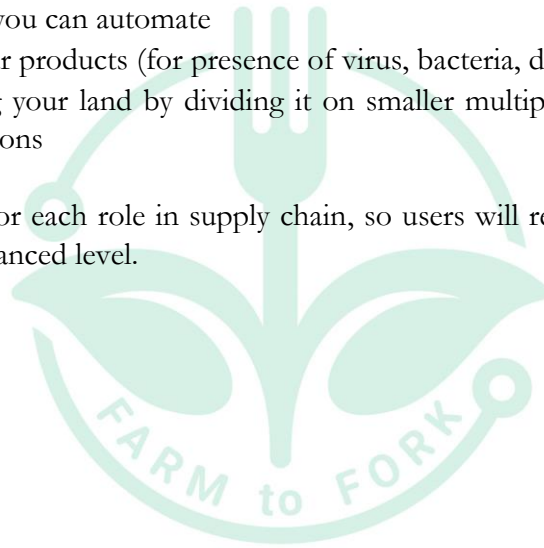 you can automate
r products (for presence of virus, bacteria, d
your land by dividing it on smaller multip
ons
or each role in supply chain, so users will re
anced level.
FARM to FORK